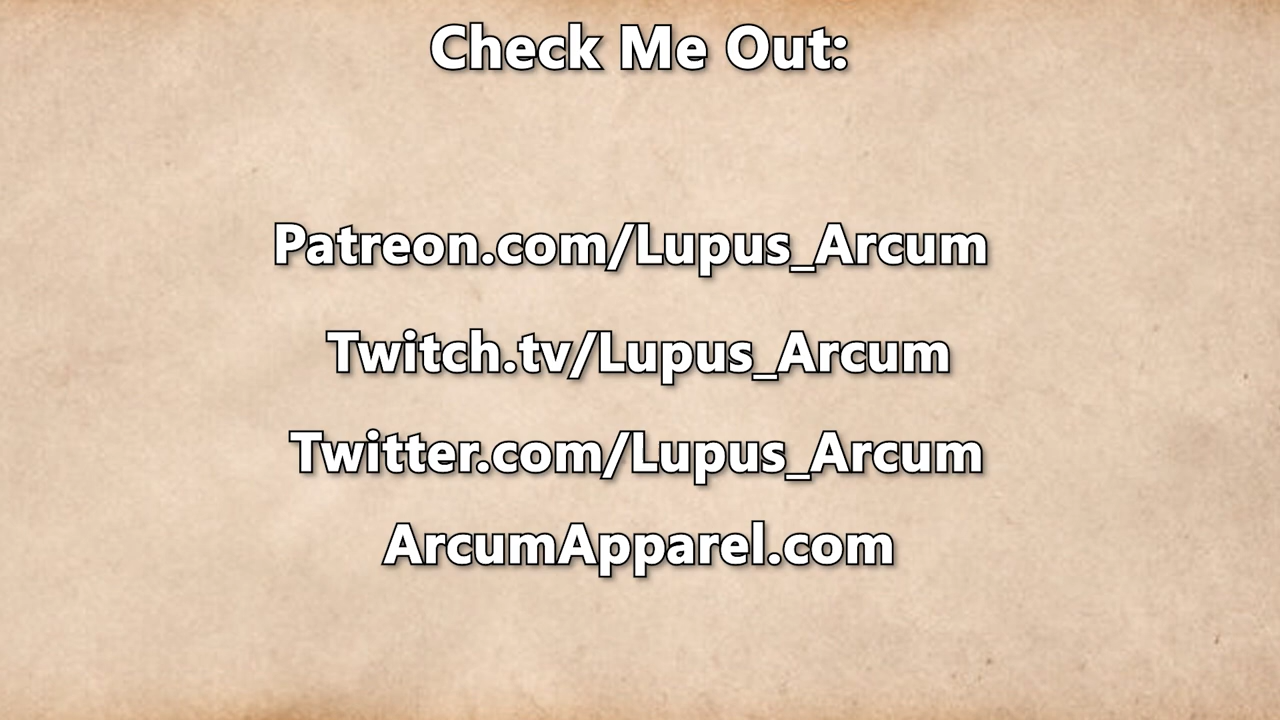 Check Me Out:
Patreon.com/Lupus_Arcum
Twitch.tv/Lupus_Arcum
Twitter.com/Lupus_Arcum
ArcumApparel.com